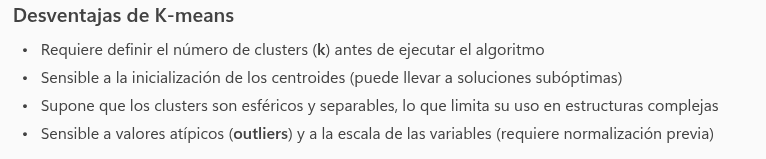 Desventajas de K-means
• Requiere definir el número de clusters (k) antes de ejecutar el algoritmo
• Sensible a la inicialización de los centroides (puede llevar a soluciones subóptimas)
• Supone que los clusters son esféricos y separables, lo que limita su uso en estructuras complejas
• Sensible a valores atípicos (outliers) y a la escala de las variables (requiere normalización previa)